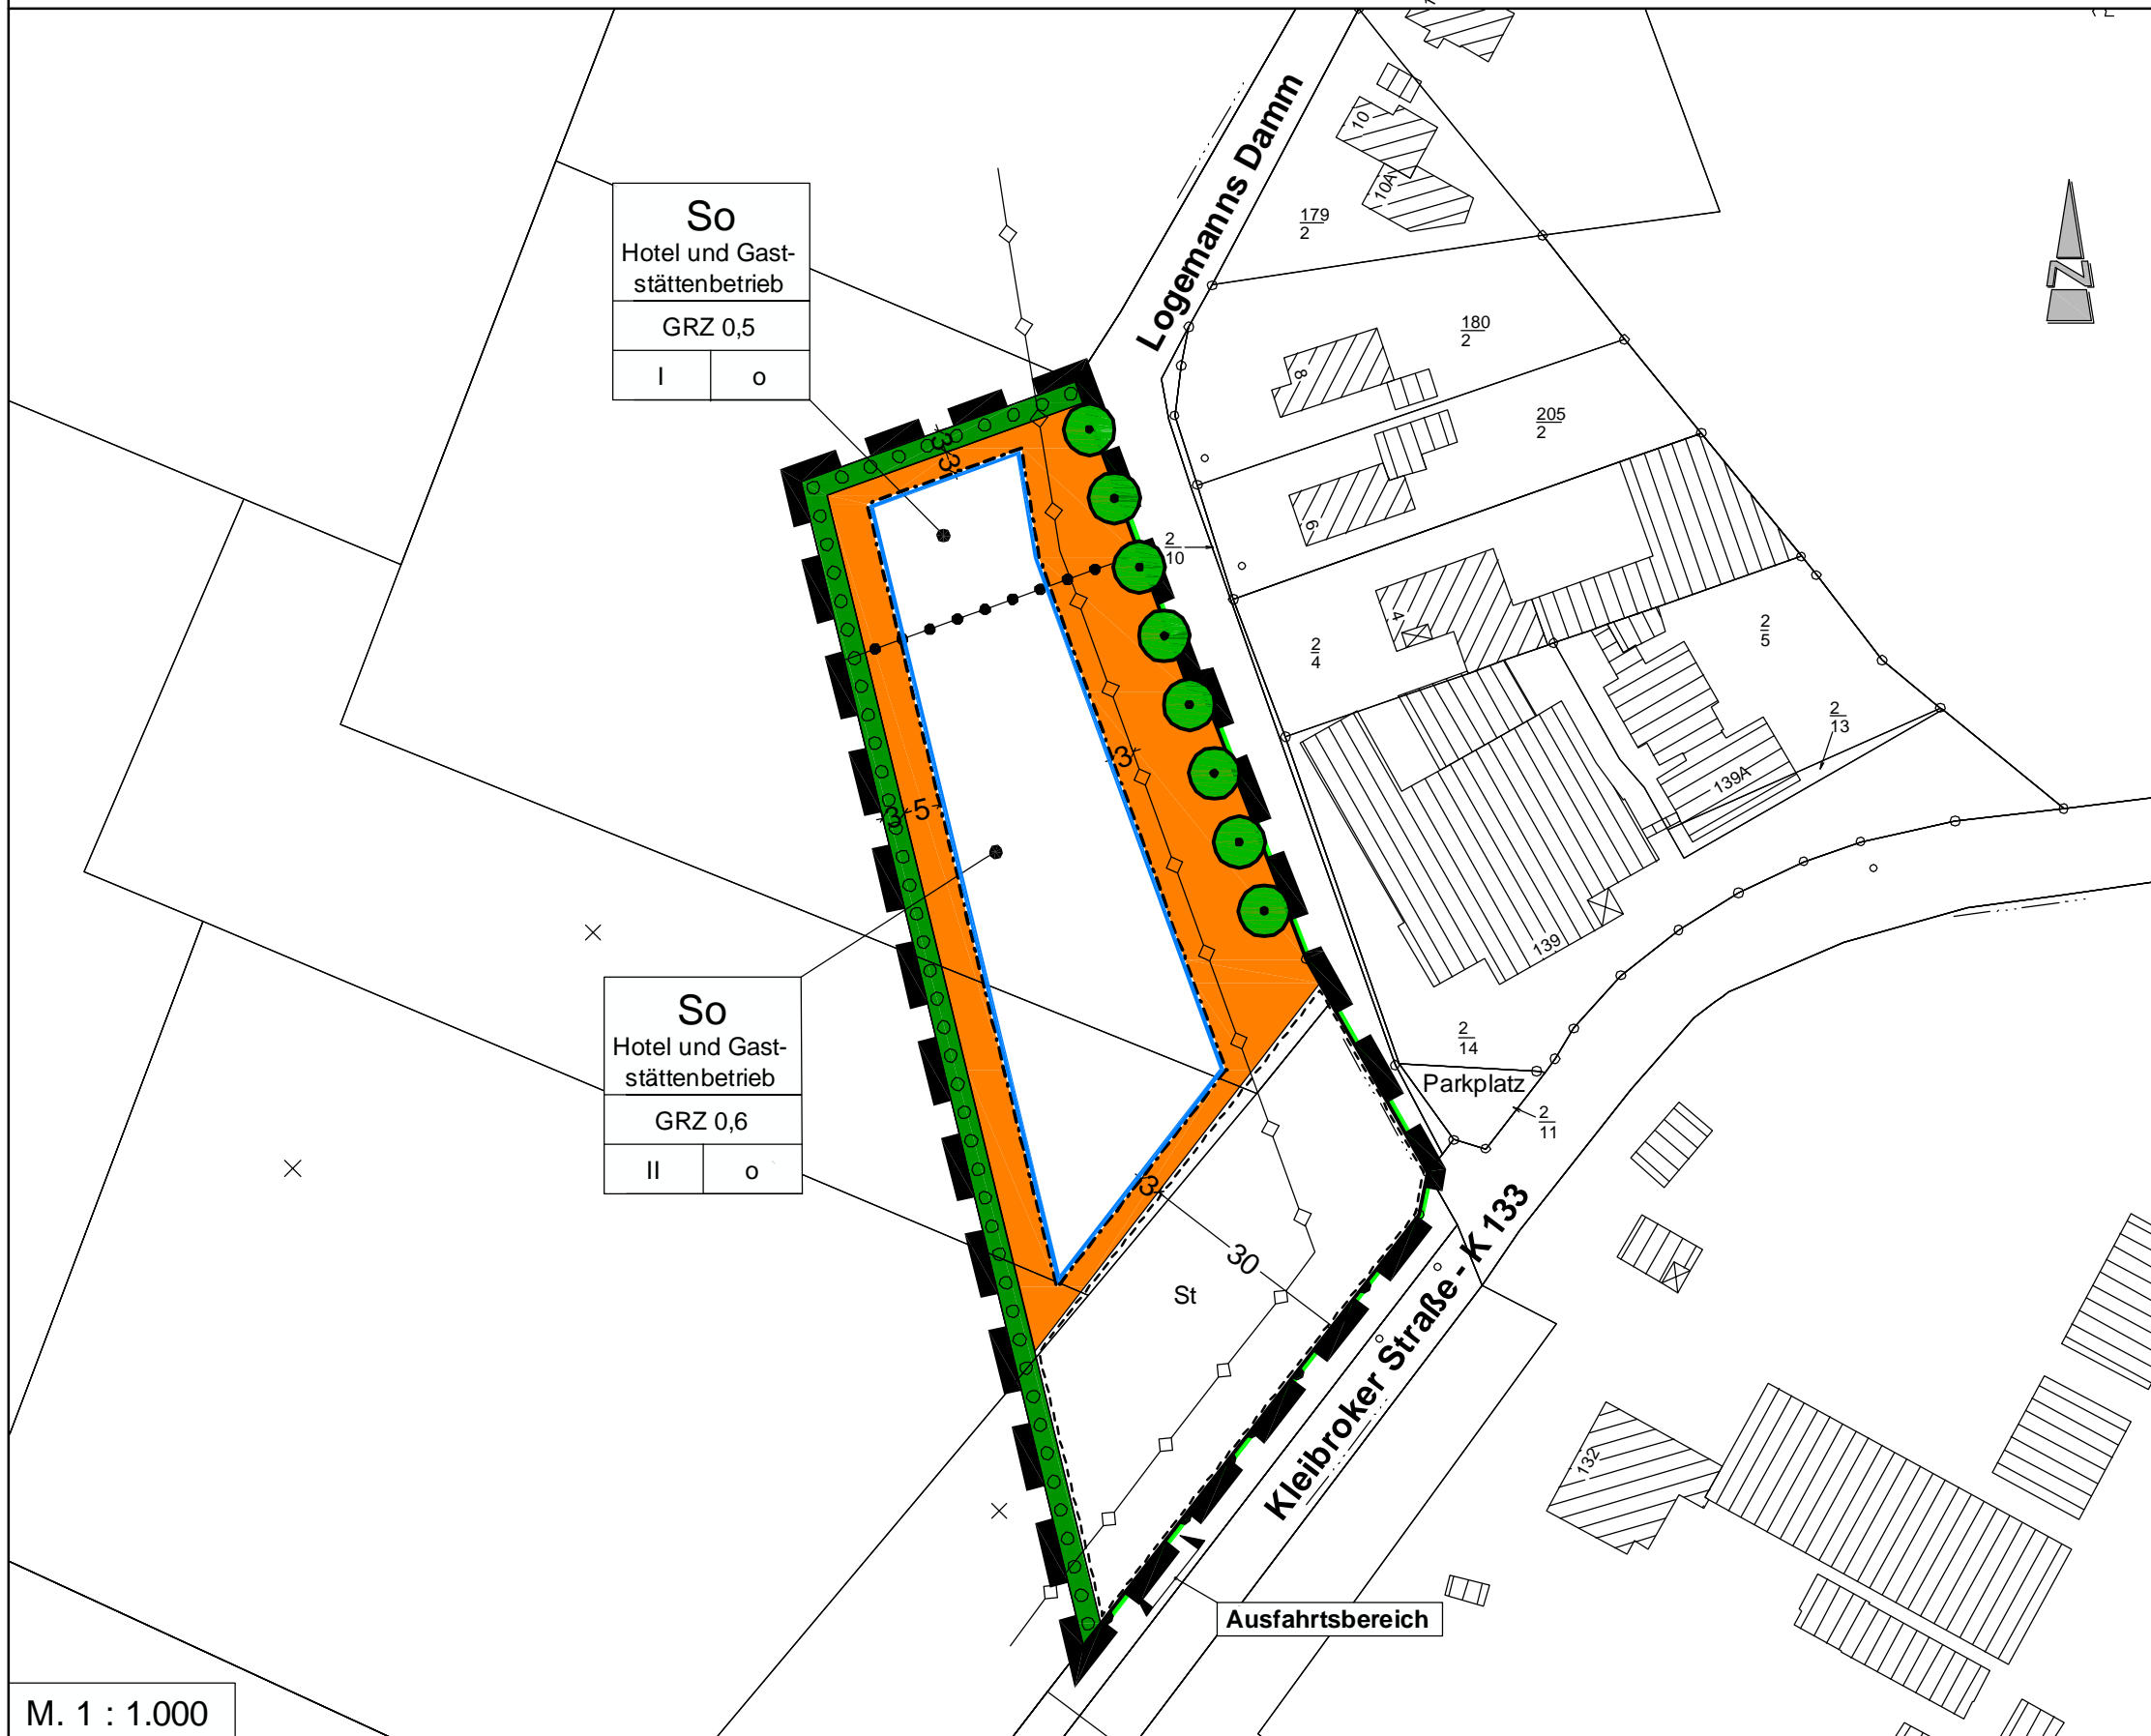 Logemanns Damm
So
Hotel und Gast-
stättenbetrieb
GRZ 0,5
I o
10
10A
179
2
180
2
8
205
2
6
2
10
4
2
4
2
5
2
13
139A
139
3
3
3
3 5
So
Hotel und Gast-
stättenbetrieb
GRZ 0,6
II o
2
14
Parkplatz
2
11
3
30
St
Kleibroker Straße - K 133
132
Ausfahrtsbereich
M. 1 : 1.000
N